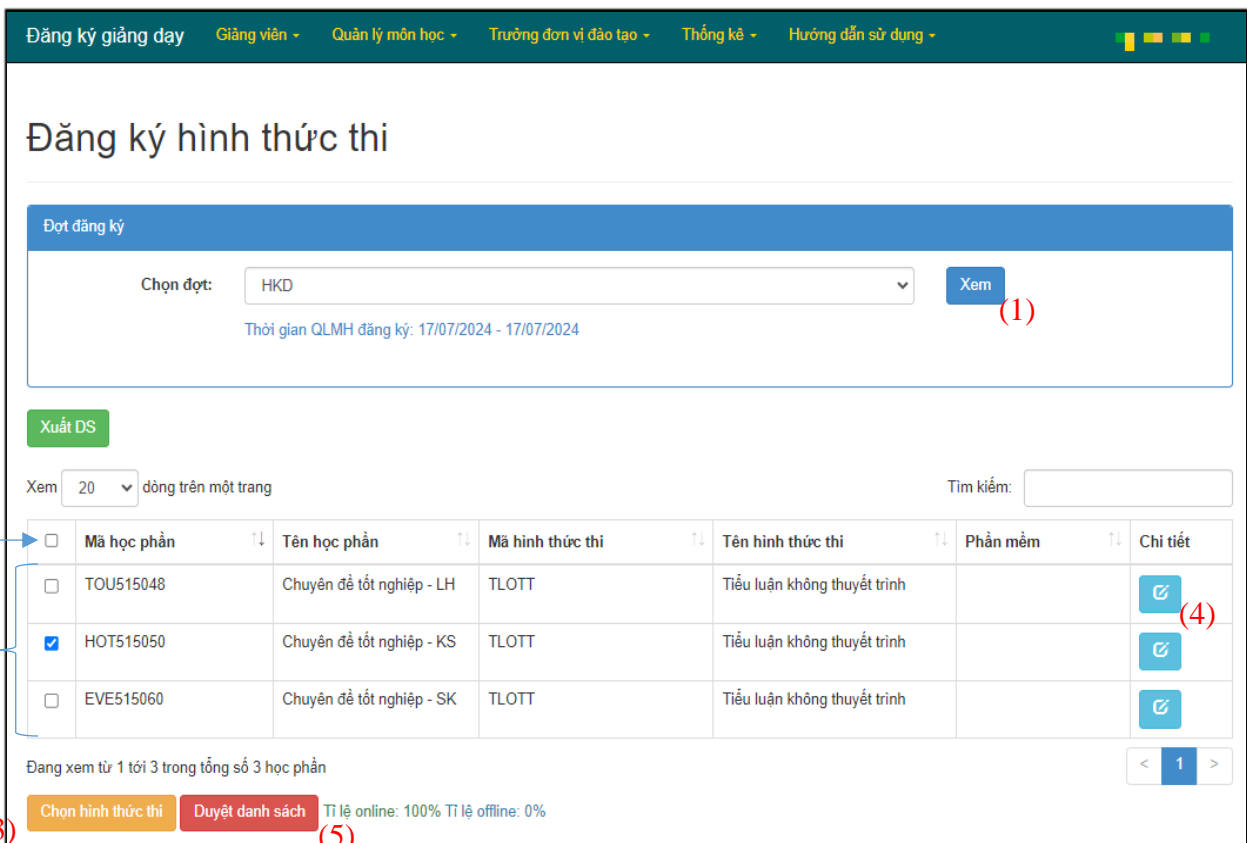 Đăng ký giảng dạy Giảng viên Quản lý môn học Trưởng đơn vị đào tạo Thống kê Hướng dẫn sử dụng
Đăng ký hình thức thi
Đợt đăng ký
Chọn đợt: HKD Xem
(1)
Thời gian QLMH đăng ký: 17/07/2024 - 17/07/2024
Xuất DS
Xem 20 dòng trên một trang Tìm kiếm:
Mã học phần Tên học phần Mã hình thức thi Tên hình thức thi Phần mềm Chi tiết
TOU515048 Chuyên đề tốt nghiệp - LH TLOTT Tiểu luận không thuyết trình
(4)
HOT515050 Chuyên đề tốt nghiệp - KS TLOTT Tiểu luận không thuyết trình
EVE515060 Chuyên đề tốt nghiệp - SK TLOTT Tiểu luận không thuyết trình
Đang xem từ 1 tới 3 trong tổng số 3 học phần < 1 >
Chọn hình thức thi Duyệt danh sách Tỉ lệ online: 100% Tỉ lệ offline: 0%
(5)